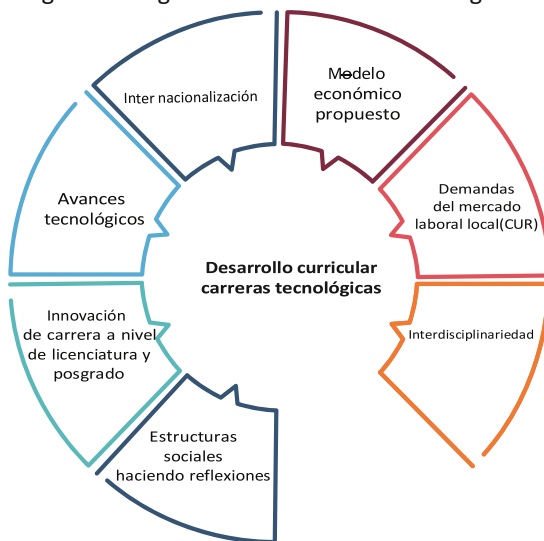 Inter nacionalización
Modelo
económico
propuesto
Avances
tecnológicos
Demandas
del mercado
laboral local(CUR)
Desarrollo curricular
carreras tecnológicas
Innovación
de carrera a nivel
de licenciatura y
posgrado
Interdisciplinariedad
Estructuras
sociales
haciendo reflexiones